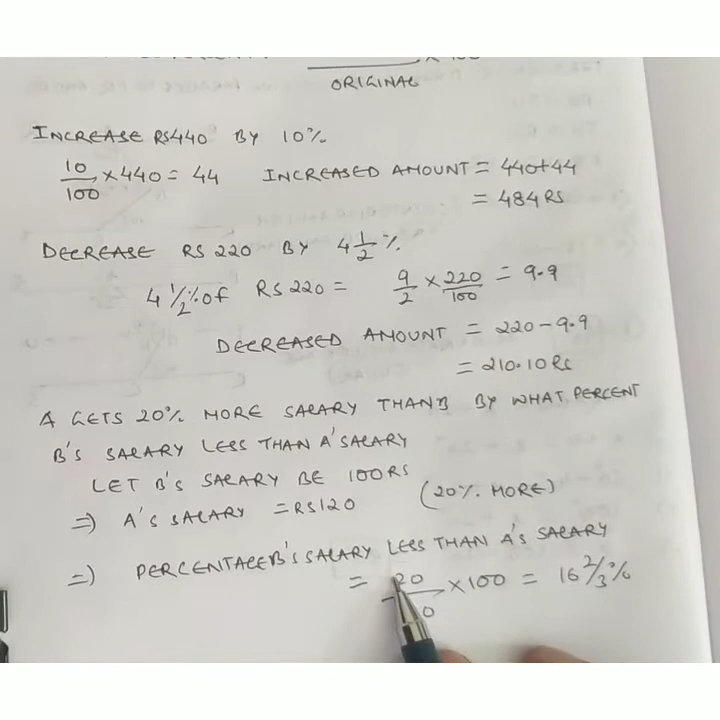 ORIGINAL
INCREASE RS440 BY 10%
10/100 × 440 = 44 INCREASED AMOUNT = 440+44
= 484 RS
DECREASE RS 220 BY 4 1/2 %
4 1/2% of RS 220 = 9/2 × 220/100 = 9.9
DECREASED AMOUNT = 220 - 9.9
= 210.10 RS
A GETS 20% MORE SALARY THAN B BY WHAT PERCENT
B'S SALARY LESS THAN A'SALARY
LET B'S SALARY BE 100 RS
=) A'S SALARY = RS120 (20% MORE)
=) PERCENTAGE B'S SALARY LESS THAN A'S SALARY
= 20/ 0 × 100 = 16 2/3 %